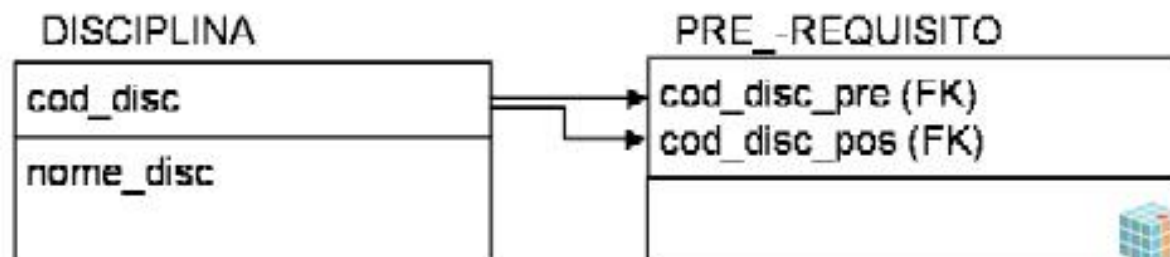 DISCIPLINA
cod_disc
nome_disc
PRE_-REQUISITO
cod_disc_pre (FK)
cod_disc_pos (FK)